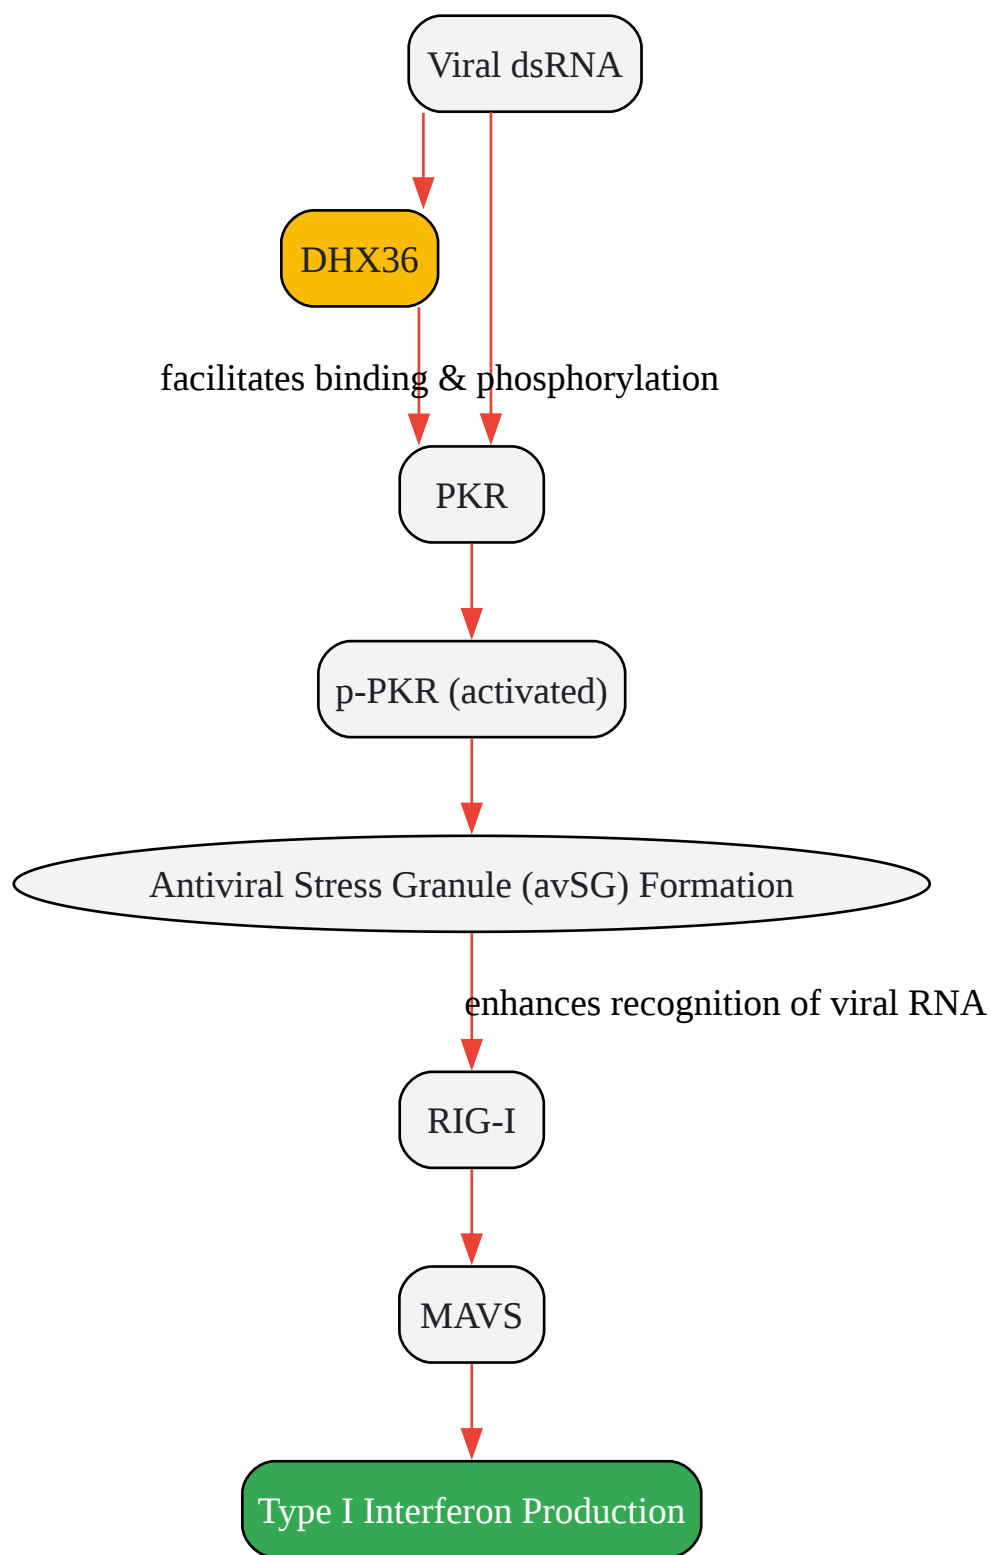 Viral dsRNA
DHX36
facilitates binding & phosphorylation
PKR
p-PKR (activated)
Antiviral Stress Granule (avSG) Formation
enhances recognition of viral RNA
RIG-I
MAVS
Type I Interferon Production